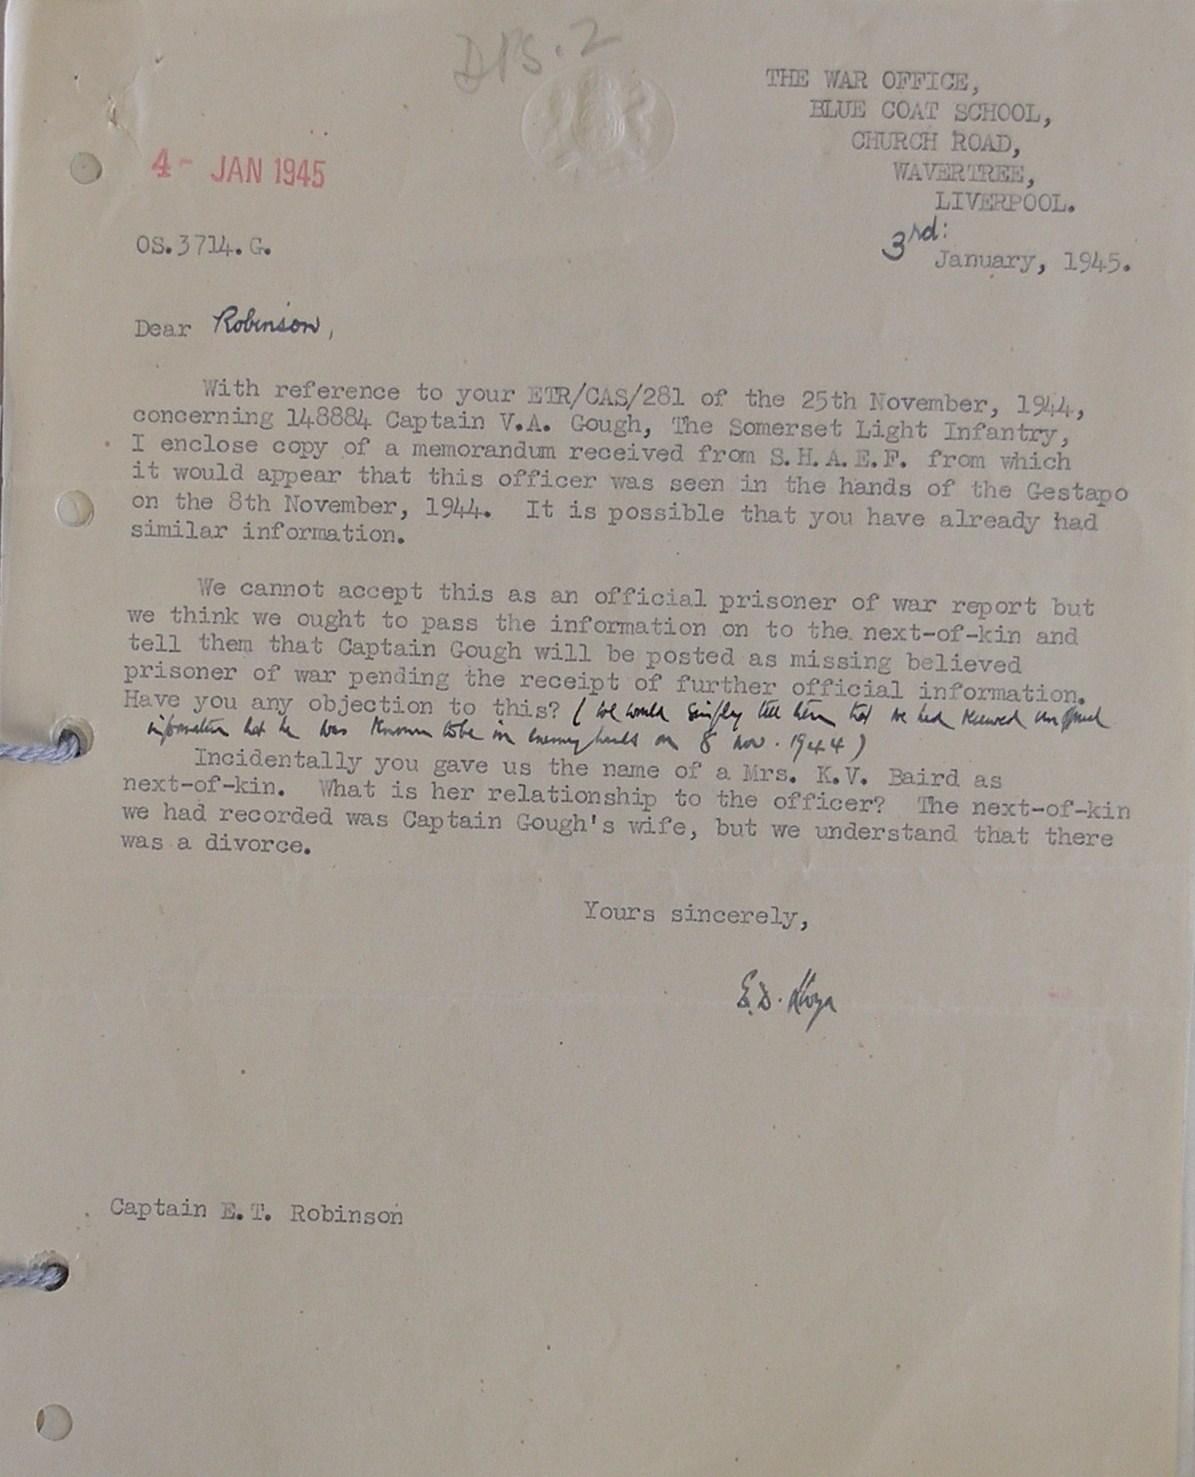 DPS.2
THE WAR OFFICE,
BLUE COAT SCHOOL,
CHURCH ROAD,
WAVERTREE,
LIVERPOOL.
4- JAN 1945
OS.3714.G.
3rd:
January, 1945.
Dear Robinson,
With reference to your ETR/CAS/281 of the 25th November, 1944,
concerning 148884 Captain V.A. Gough, The Somerset Light Infantry,
I enclose copy of a memorandum received from S.H.A.E.F. from which
it would appear that this officer was seen in the hands of the Gestapo
on the 8th November, 1944. It is possible that you have already had
similar information.
We cannot accept this as an official prisoner of war report but
we think we ought to pass the information on to the next-of-kin and
tell them that Captain Gough will be posted as missing believed
prisoner of war pending the receipt of further official information.
Have you any objection to this? (We would simply tell them that we had received unofficial
information that he was known to be in enemy hands on 8 Nov. 1944)
Incidentally you gave us the name of a Mrs. K.V. Baird as
next-of-kin. What is her relationship to the officer? The next-of-kin
we had recorded was Captain Gough's wife, but we understand that there
was a divorce.
Yours sincerely,
E.D.
Captain E.T. Robinson